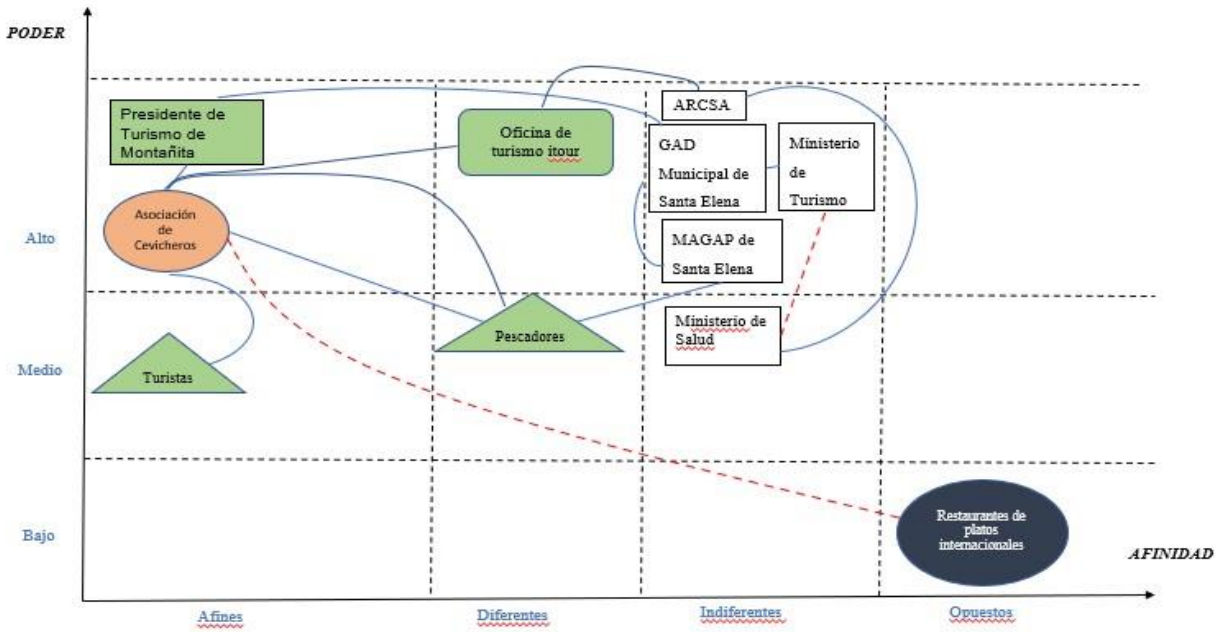 PODER
Presidente de
Turismo de
Montañita
Oficina de
turismo itour
ARCSA
GAD
Municipal de
Santa Elena
Ministerio
de
Turismo
Asociación
de
Cevicheros
Alto
MAGAP de
Santa Elena
Pescadores
Ministerio de
Salud
Medio
Turistas
Restaurantes de
platos
internacionales
Bajo
AFINIDAD
Afines
Diferentes
Indiferentes
Opuestos